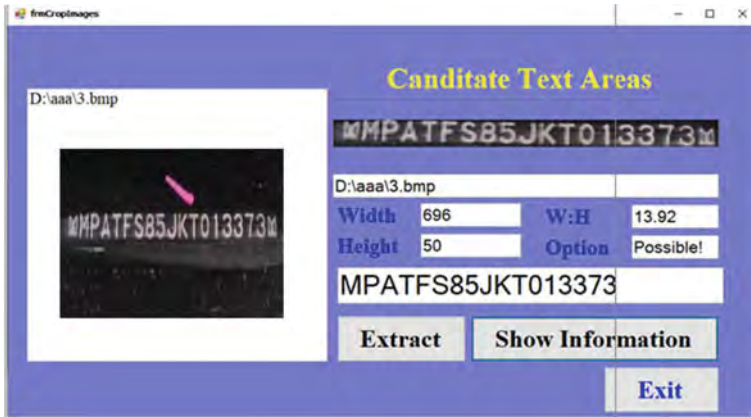 frmCropImages
Canditate Text Areas
D:\aaa\3.bmp
MPATFS85JKT013373
MPATFS85JKT013373
D:\aaa\3.bmp
Width 696 W:H 13.92
Height 50 Option Possible!
MPATFS85JKT013373
Extract Show Information
Exit